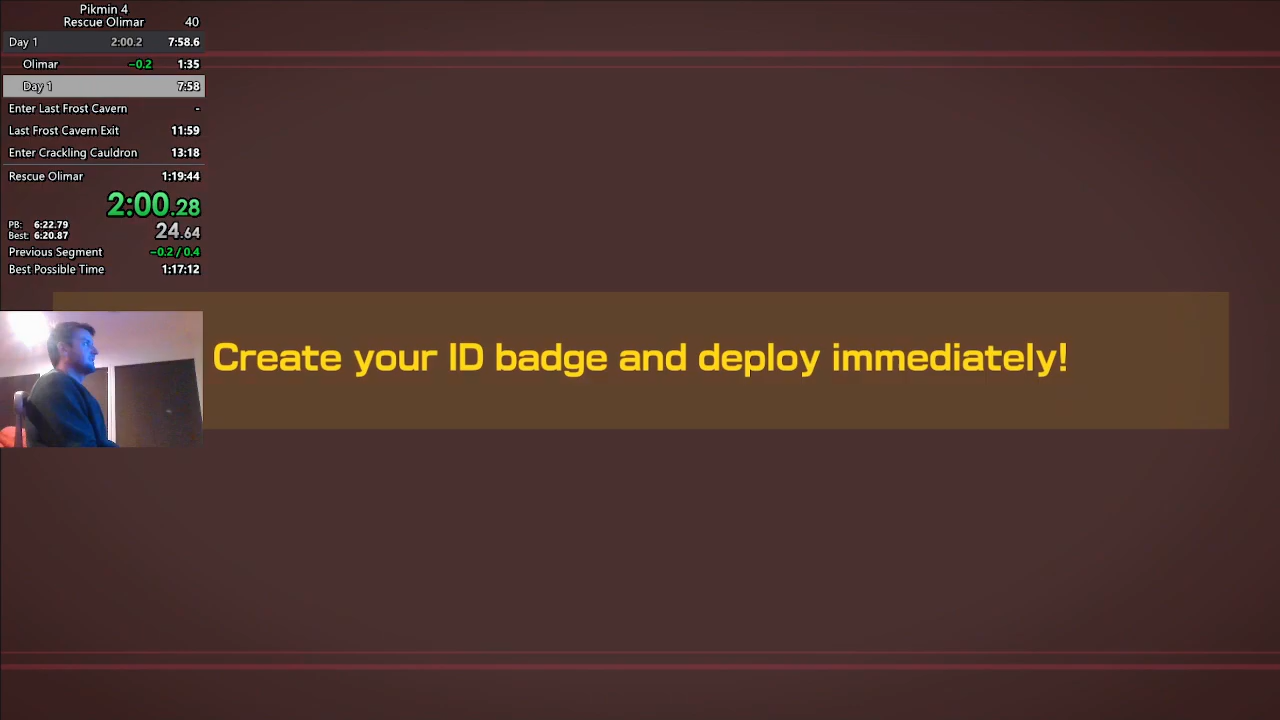 Pikmin 4
Rescue Olimar 40
Day 1 2:00.2 7:58.6
Olimar −0.2 1:35
Day 1 7:58
Enter Last Frost Cavern -
Last Frost Cavern Exit 11:59
Enter Crackling Cauldron 13:18
Rescue Olimar 1:19:44
2:00.28
PB: 6:22.79
Best: 6:20.87
24.64
Previous Segment −0.2 / 0.4
Best Possible Time 1:17:12
Create your ID badge and deploy immediately!